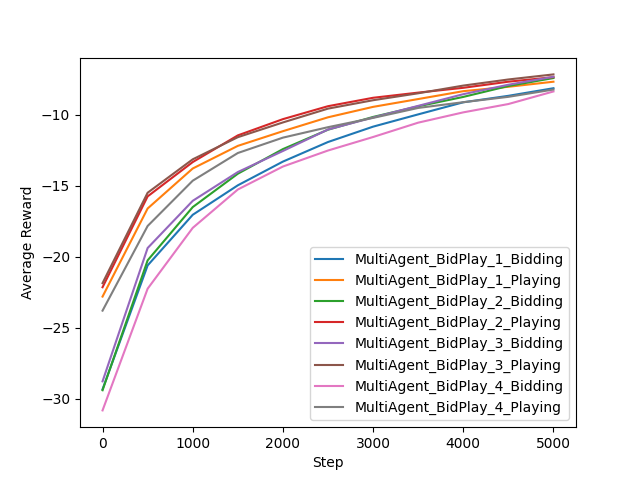 −10
−15
−20
−25
−30
Average Reward
0
1000
2000
3000
4000
5000
Step
MultiAgent_BidPlay_1_Bidding
MultiAgent_BidPlay_1_Playing
MultiAgent_BidPlay_2_Bidding
MultiAgent_BidPlay_2_Playing
MultiAgent_BidPlay_3_Bidding
MultiAgent_BidPlay_3_Playing
MultiAgent_BidPlay_4_Bidding
MultiAgent_BidPlay_4_Playing